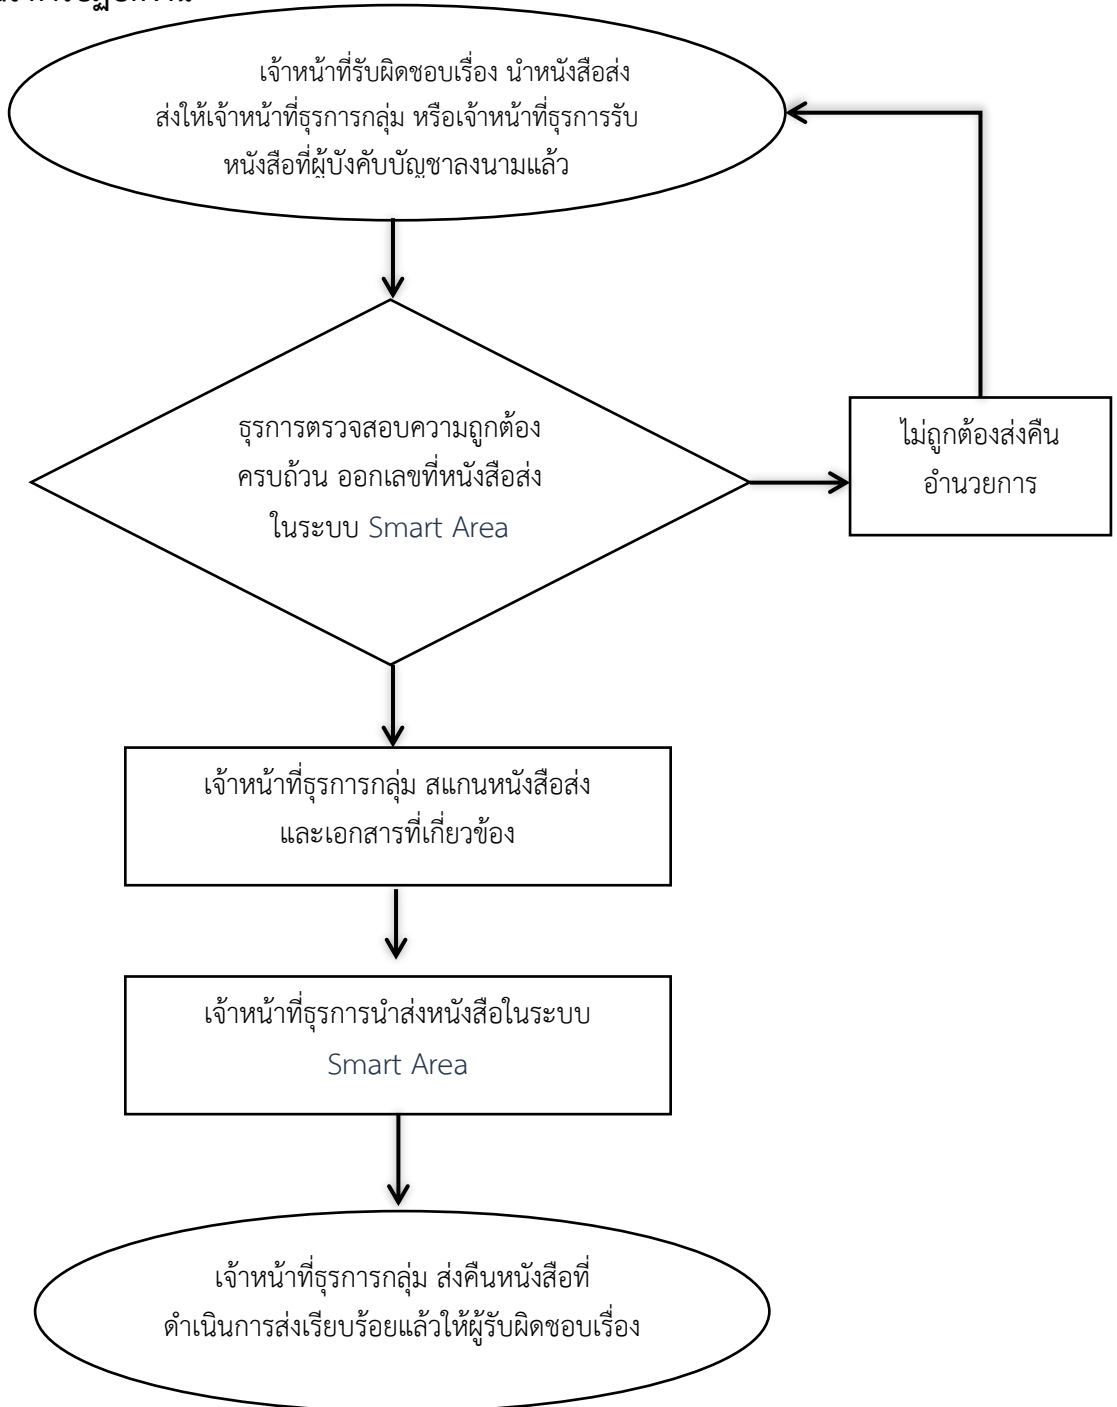 เจ้าหน้าที่รับผิดชอบเรื่อง นำหนังสือส่ง
ส่งให้เจ้าหน้าที่ธุรการกลุ่ม หรือเจ้าหน้าที่ธุรการรับ
หนังสือที่ผู้บังคับบัญชาลงนามแล้ว
ธุรการตรวจสอบความถูกต้อง
ครบถ้วน ออกเลขที่หนังสือส่ง
ในระบบ Smart Area
ไม่ถูกต้องส่งคืน
อำนวยการ
เจ้าหน้าที่ธุรการกลุ่ม สแกนหนังสือส่ง
และเอกสารที่เกี่ยวข้อง
เจ้าหน้าที่ธุรการนำส่งหนังสือในระบบ
Smart Area
เจ้าหน้าที่ธุรการกลุ่ม ส่งคืนหนังสือที่
ดำเนินการส่งเรียบร้อยแล้วให้ผู้รับผิดชอบเรื่อง